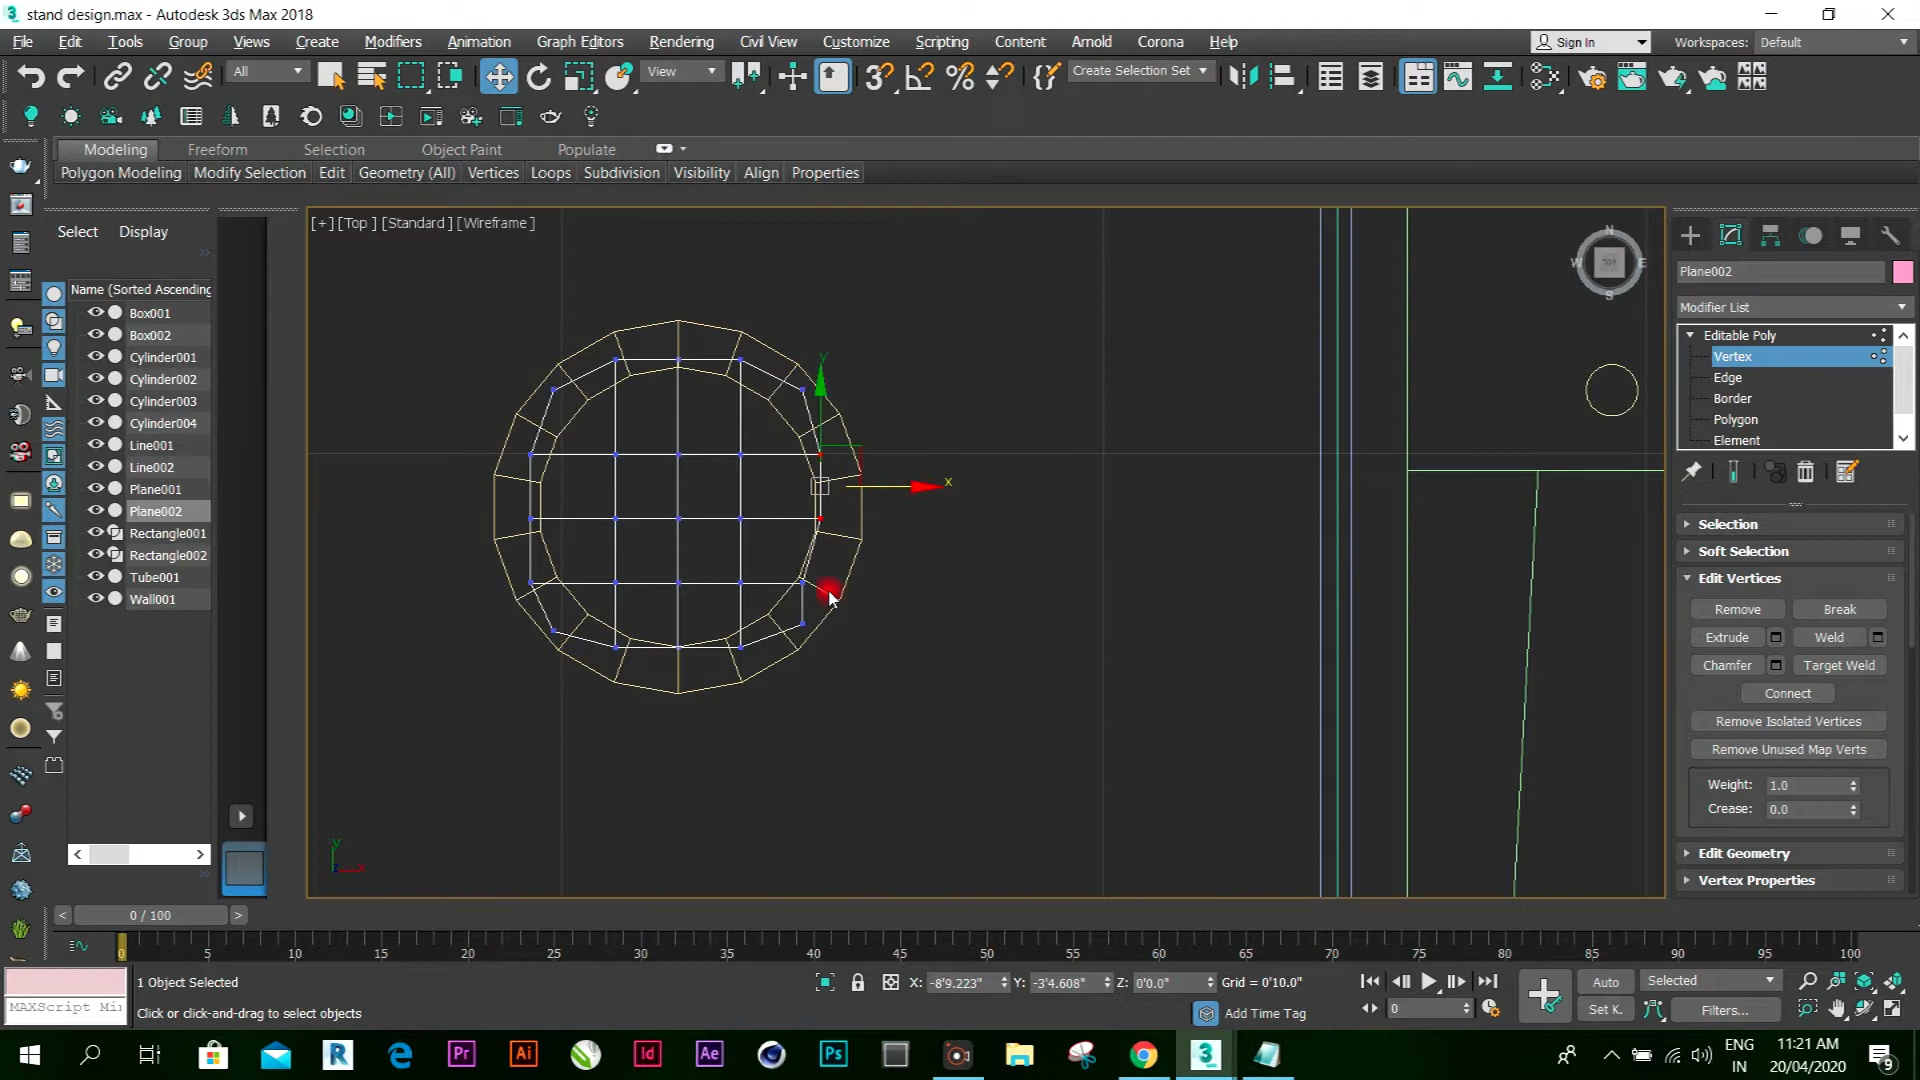 stand design.max - Autodesk 3ds Max 2018
File Edit Tools Group Views Create Modifiers Animation Graph Editors Rendering Civil View Customize Scripting Content Arnold Corona Help Sign In Workspaces: Default
All View Create Selection Set
Modeling Freeform Selection Object Paint Populate
Polygon Modeling Modify Selection Edit Geometry (All) Vertices Loops Subdivision Visibility Align Properties
Select Display
Name (Sorted Ascending
Box001
Box002
Cylinder001
Cylinder002
Cylinder003
Cylinder004
Line001
Line002
Plane001
Plane002
Rectangle001
Rectangle002
Tube001
Wall001
[+] [Top ] [Standard ] [Wireframe ]
N
W TOP E
S
y
x
y
x
Plane002
Modifier List
Editable Poly
Vertex
Edge
Border
Polygon
Element
Selection
Soft Selection
Edit Vertices
Remove Break
Extrude Weld
Chamfer Target Weld
Connect
Remove Isolated Vertices
Remove Unused Map Verts
Weight: 1.0
Crease: 0.0
Edit Geometry
Vertex Properties
< 0 / 100 >
0 5 10 15 20 25 30 35 40 45 50 55 60 65 70 75 80 85 90 95 100
1 Object Selected X: -8'9.223" Y: -3'4.608" Z: 0'0.0" Grid = 0'10.0" Auto Selected
MAXScript Mi Click or click-and-drag to select objects Add Time Tag 0 Set K. Filters...
ENG 11:21 AM
IN 20/04/2020
9